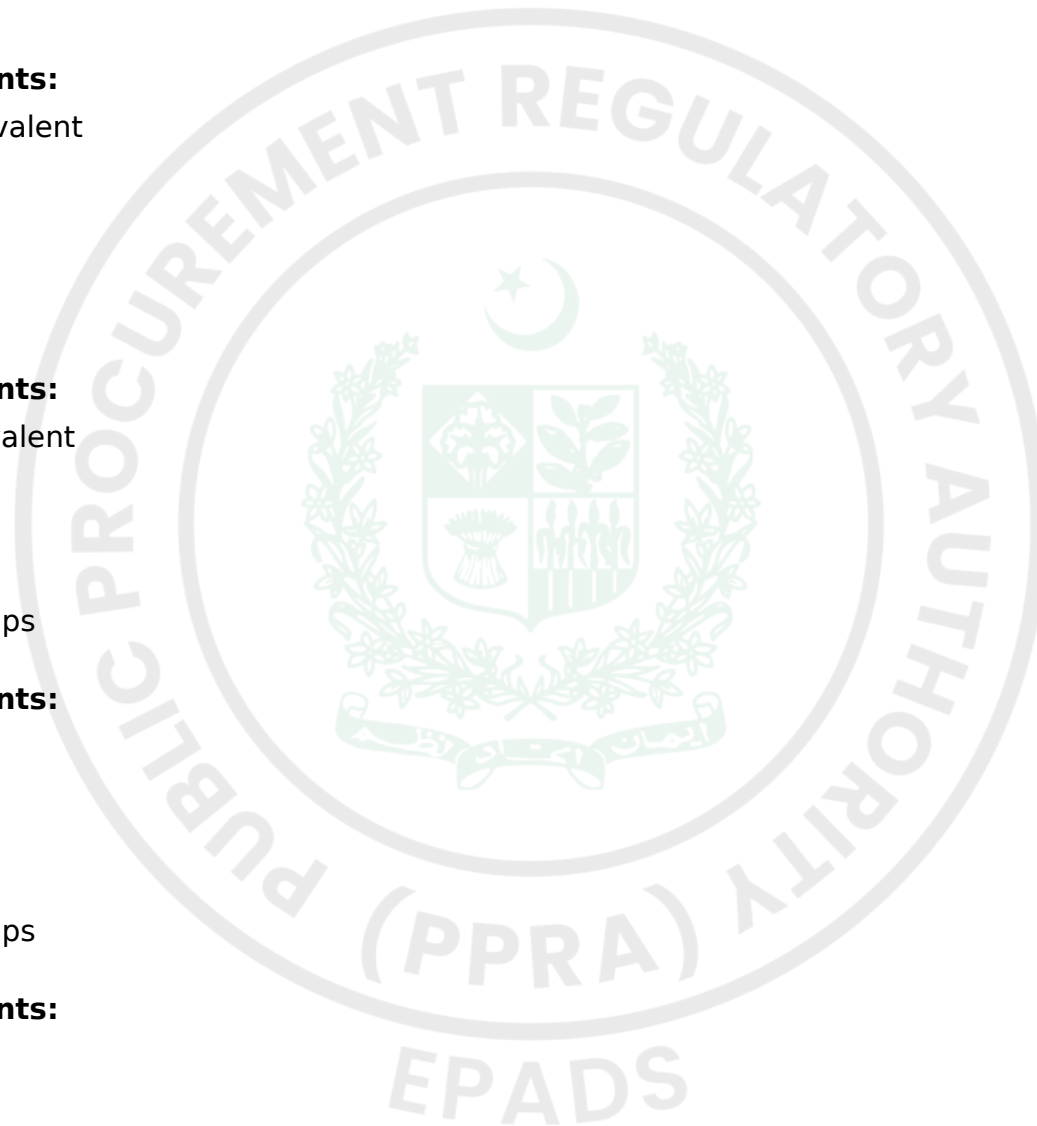 nts:
valent
nts:
alent
ps
nts:
ps
nts:
PUBLIC PROCUREMENT REGULATORY AUTHORITY
(PPRA)
EPADS